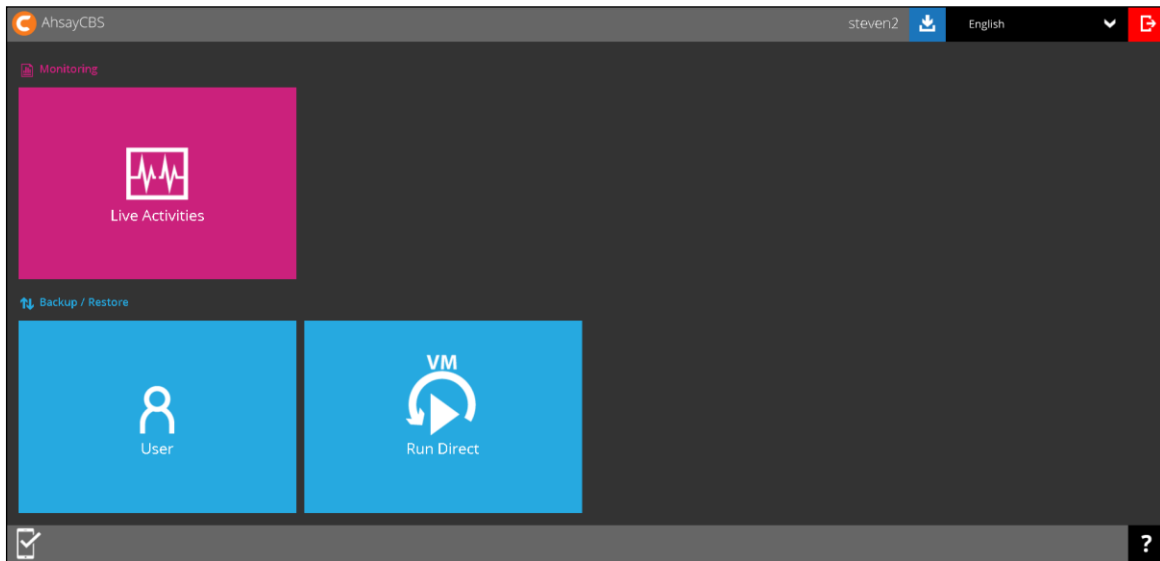 AhsayCBS
steven2
English
Monitoring
Live Activities
Backup / Restore
User
VM
Run Direct
?